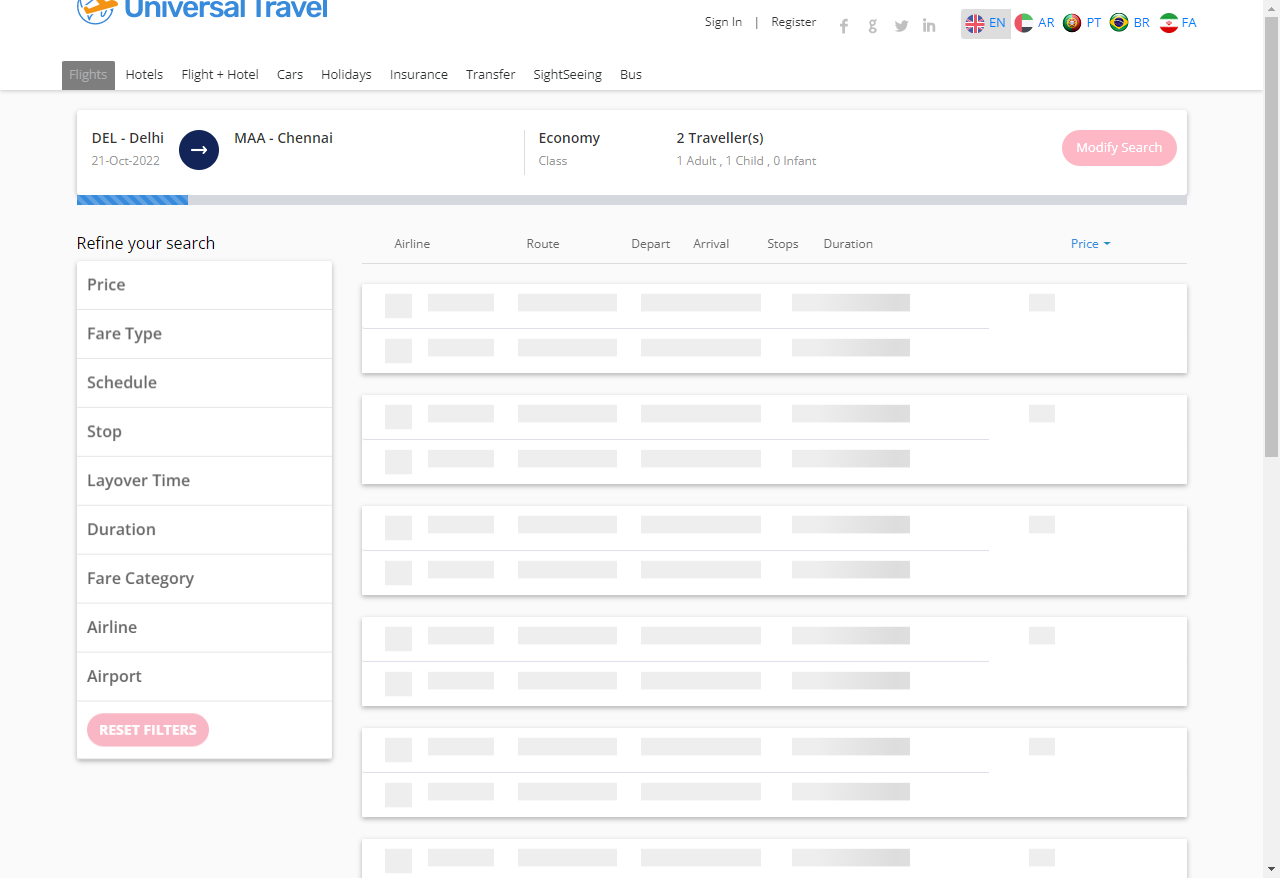 Universal Travel
Sign In | Register
EN AR PT BR FA
Flights Hotels Flight + Hotel Cars Holidays Insurance Transfer SightSeeing Bus
DEL - Delhi MAA - Chennai Economy 2 Traveller(s)
21-Oct-2022 Class 1 Adult , 1 Child , 0 Infant
Modify Search
Refine your search
Airline Route Depart Arrival Stops Duration Price
Price
Fare Type
Schedule
Stop
Layover Time
Duration
Fare Category
Airline
Airport
RESET FILTERS